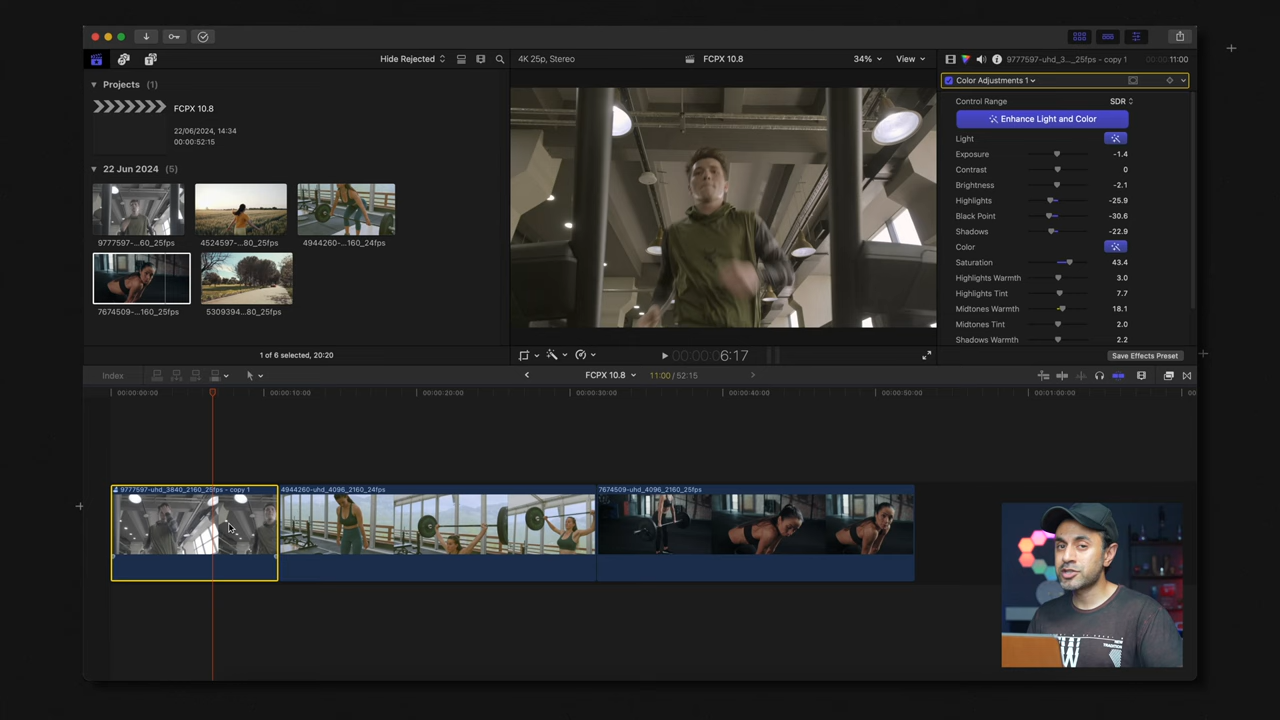 Hide Rejected
4K 25p, Stereo
FCPX 10.8
34%
View
9777597-uhd_3..._25fps - copy 1
11:00
Projects (1)
FCPX 10.8
22/06/2024, 14:34
00:00:52:15
22 Jun 2024 (5)
9777597-...60_25fps
4524597-...80_25fps
4944260-...160_24fps
7674509-...160_25fps
5309394...80_25fps
1 of 6 selected, 20:20
00:00:00
6:17
Color Adjustments 1
Control Range
SDR
Enhance Light and Color
Light
Exposure
-1.4
Contrast
0
Brightness
-2.1
Highlights
-25.9
Black Point
-30.6
Shadows
-22.9
Color
Saturation
43.4
Highlights Warmth
3.0
Highlights Tint
7.7
Midtones Warmth
18.1
Midtones Tint
2.0
Shadows Warmth
2.2
Save Effects Preset
Index
FCPX 10.8
11:00 / 52:15
00:00:00:00
00:00:10:00
00:00:20:00
00:00:30:00
00:00:40:00
00:00:50:00
00:01:00:00
00
9777597-uhd_3840_2160_25fps - copy 1
4944260-uhd_4096_2160_24fps
7674509-uhd_4096_2160_25fps